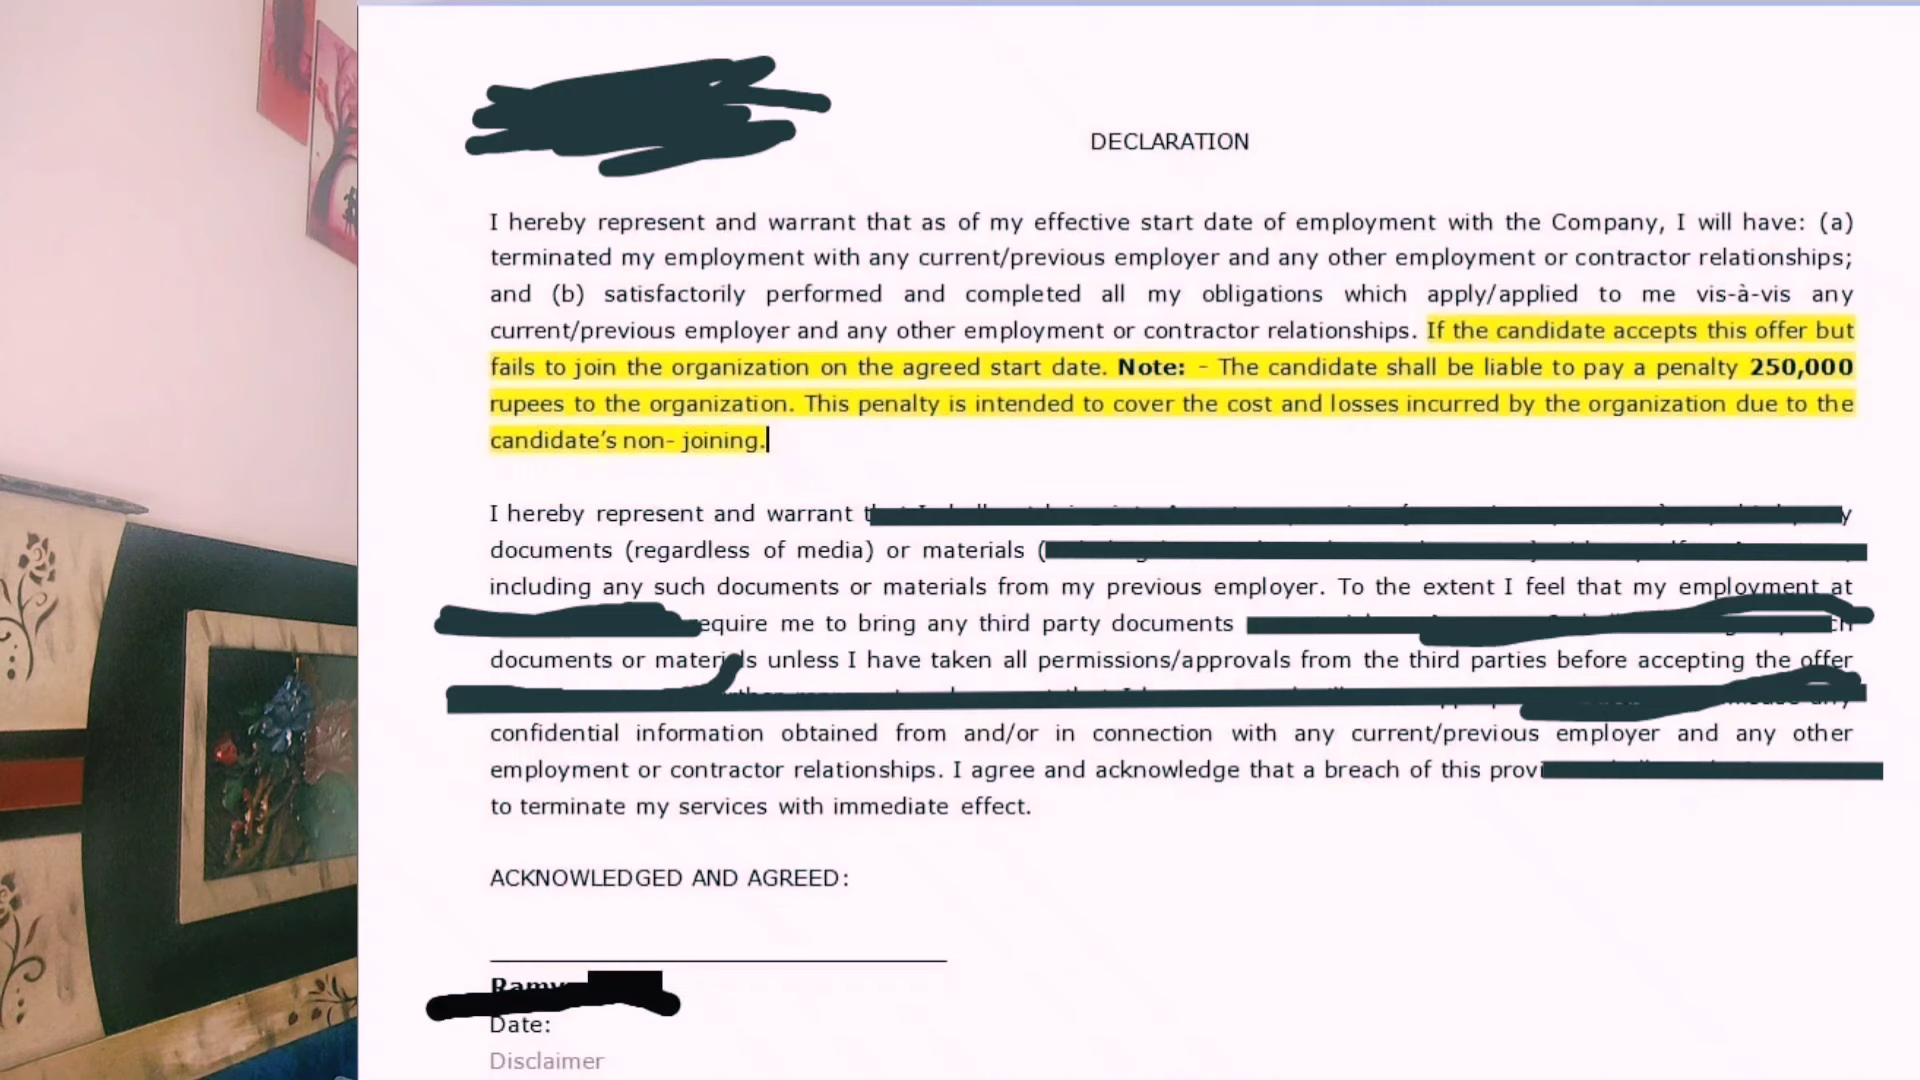 DECLARATION
I hereby represent and warrant that as of my effective start date of employment with the Company, I will have: (a)
terminated my employment with any current/previous employer and any other employment or contractor relationships;
and (b) satisfactorily performed and completed all my obligations which apply/applied to me vis-à-vis any
current/previous employer and any other employment or contractor relationships. If the candidate accepts this offer but
fails to join the organization on the agreed start date. Note: - The candidate shall be liable to pay a penalty 250,000
rupees to the organization. This penalty is intended to cover the cost and losses incurred by the organization due to the
candidate's non- joining.
I hereby represent and warrant
documents (regardless of media) or materials (
including any such documents or materials from my previous employer. To the extent I feel that my employment at
require me to bring any third party documents
documents or materials unless I have taken all permissions/approvals from the third parties before accepting the offer
confidential information obtained from and/or in connection with any current/previous employer and any other
employment or contractor relationships. I agree and acknowledge that a breach of this
to terminate my services with immediate effect.
ACKNOWLEDGED AND AGREED:
Date:
Disclaimer